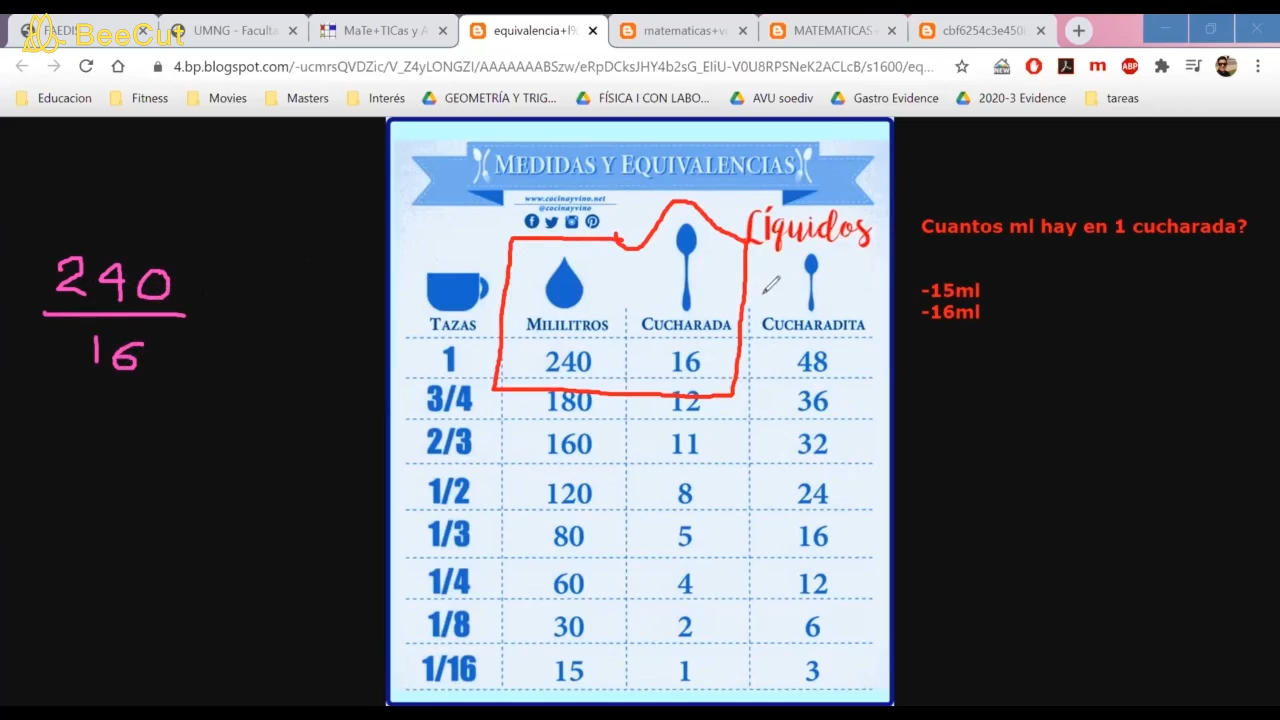 BeeCut
FAEDIS
UMNG - Faculta
MaTe+TICas y A
equivalencia+l%
matematicas+v
MATEMATICAS+
cbf6254c3e450
4.bp.blogspot.com/-ucmrsQVDZic/V_Z4yLONGZI/AAAAAAABSzw/eRpDCksJHY4b2sG_EIiU-V0U8RPSNeK2ACLcB/s1600/eq...
Educacion Fitness Movies Masters Interés GEOMETRÍA Y TRIG... FÍSICA I CON LABO... AVU soediv Gastro Evidence 2020-3 Evidence tareas
MEDIDAS Y EQUIVALENCIAS
www.cocinayvino.net
@cocinayvino
Líquidos
TAZAS MILILITROS CUCHARADA CUCHARADITA
1 240 16 48
3/4 180 12 36
2/3 160 11 32
1/2 120 8 24
1/3 80 5 16
1/4 60 4 12
1/8 30 2 6
1/16 15 1 3
240
16
Cuantos ml hay en 1 cucharada?
-15ml
-16ml